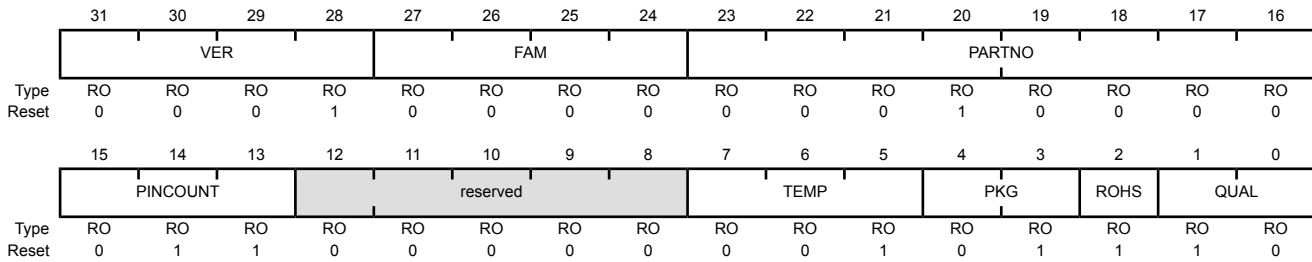 31 30 29 28 27 26 25 24 23 22 21 20 19 18 17 16
VER FAM PARTNO
Type RO RO RO RO RO RO RO RO RO RO RO RO RO RO RO RO
Reset 0 0 0 1 0 0 0 0 0 0 0 1 0 0 0 0
15 14 13 12 11 10 9 8 7 6 5 4 3 2 1 0
PINCOUNT reserved TEMP PKG ROHS QUAL
Type RO RO RO RO RO RO RO RO RO RO RO RO RO RO RO RO
Reset 0 1 1 0 0 0 0 0 0 0 1 0 1 1 1 0